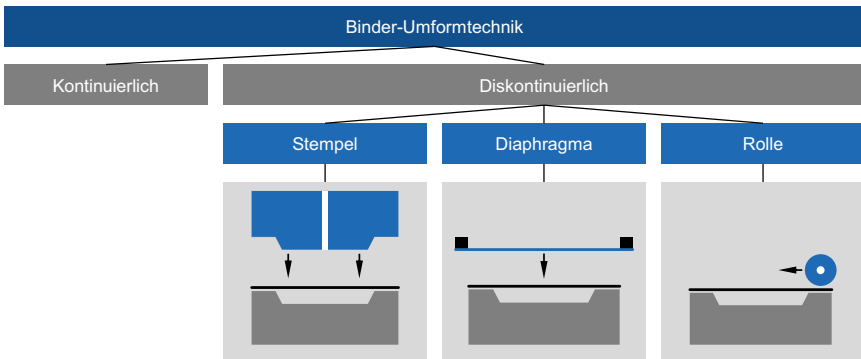 Binder-Umformtechnik
Kontinuierlich
Diskontinuierlich
Stempel
Diaphragma
Rolle